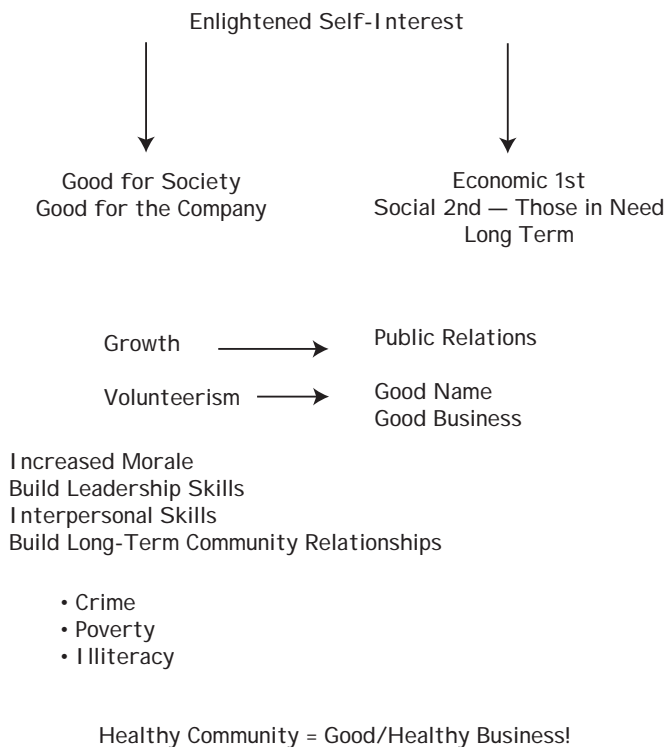 Enlightened Self-Interest
Good for Society
Good for the Company
Economic 1st
Social 2nd — Those in Need
Long Term
Growth
Public Relations
Volunteerism
Good Name
Good Business
Increased Morale
Build Leadership Skills
Interpersonal Skills
Build Long-Term Community Relationships
• Crime
• Poverty
• Illiteracy
Healthy Community = Good/Healthy Business!